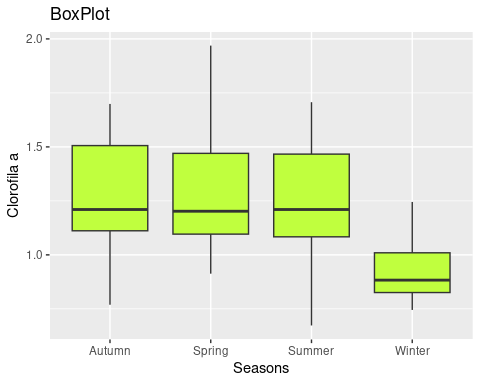 BoxPlot
2.0
1.5
1.0
Clorofila a
Autumn Spring Summer Winter
Seasons